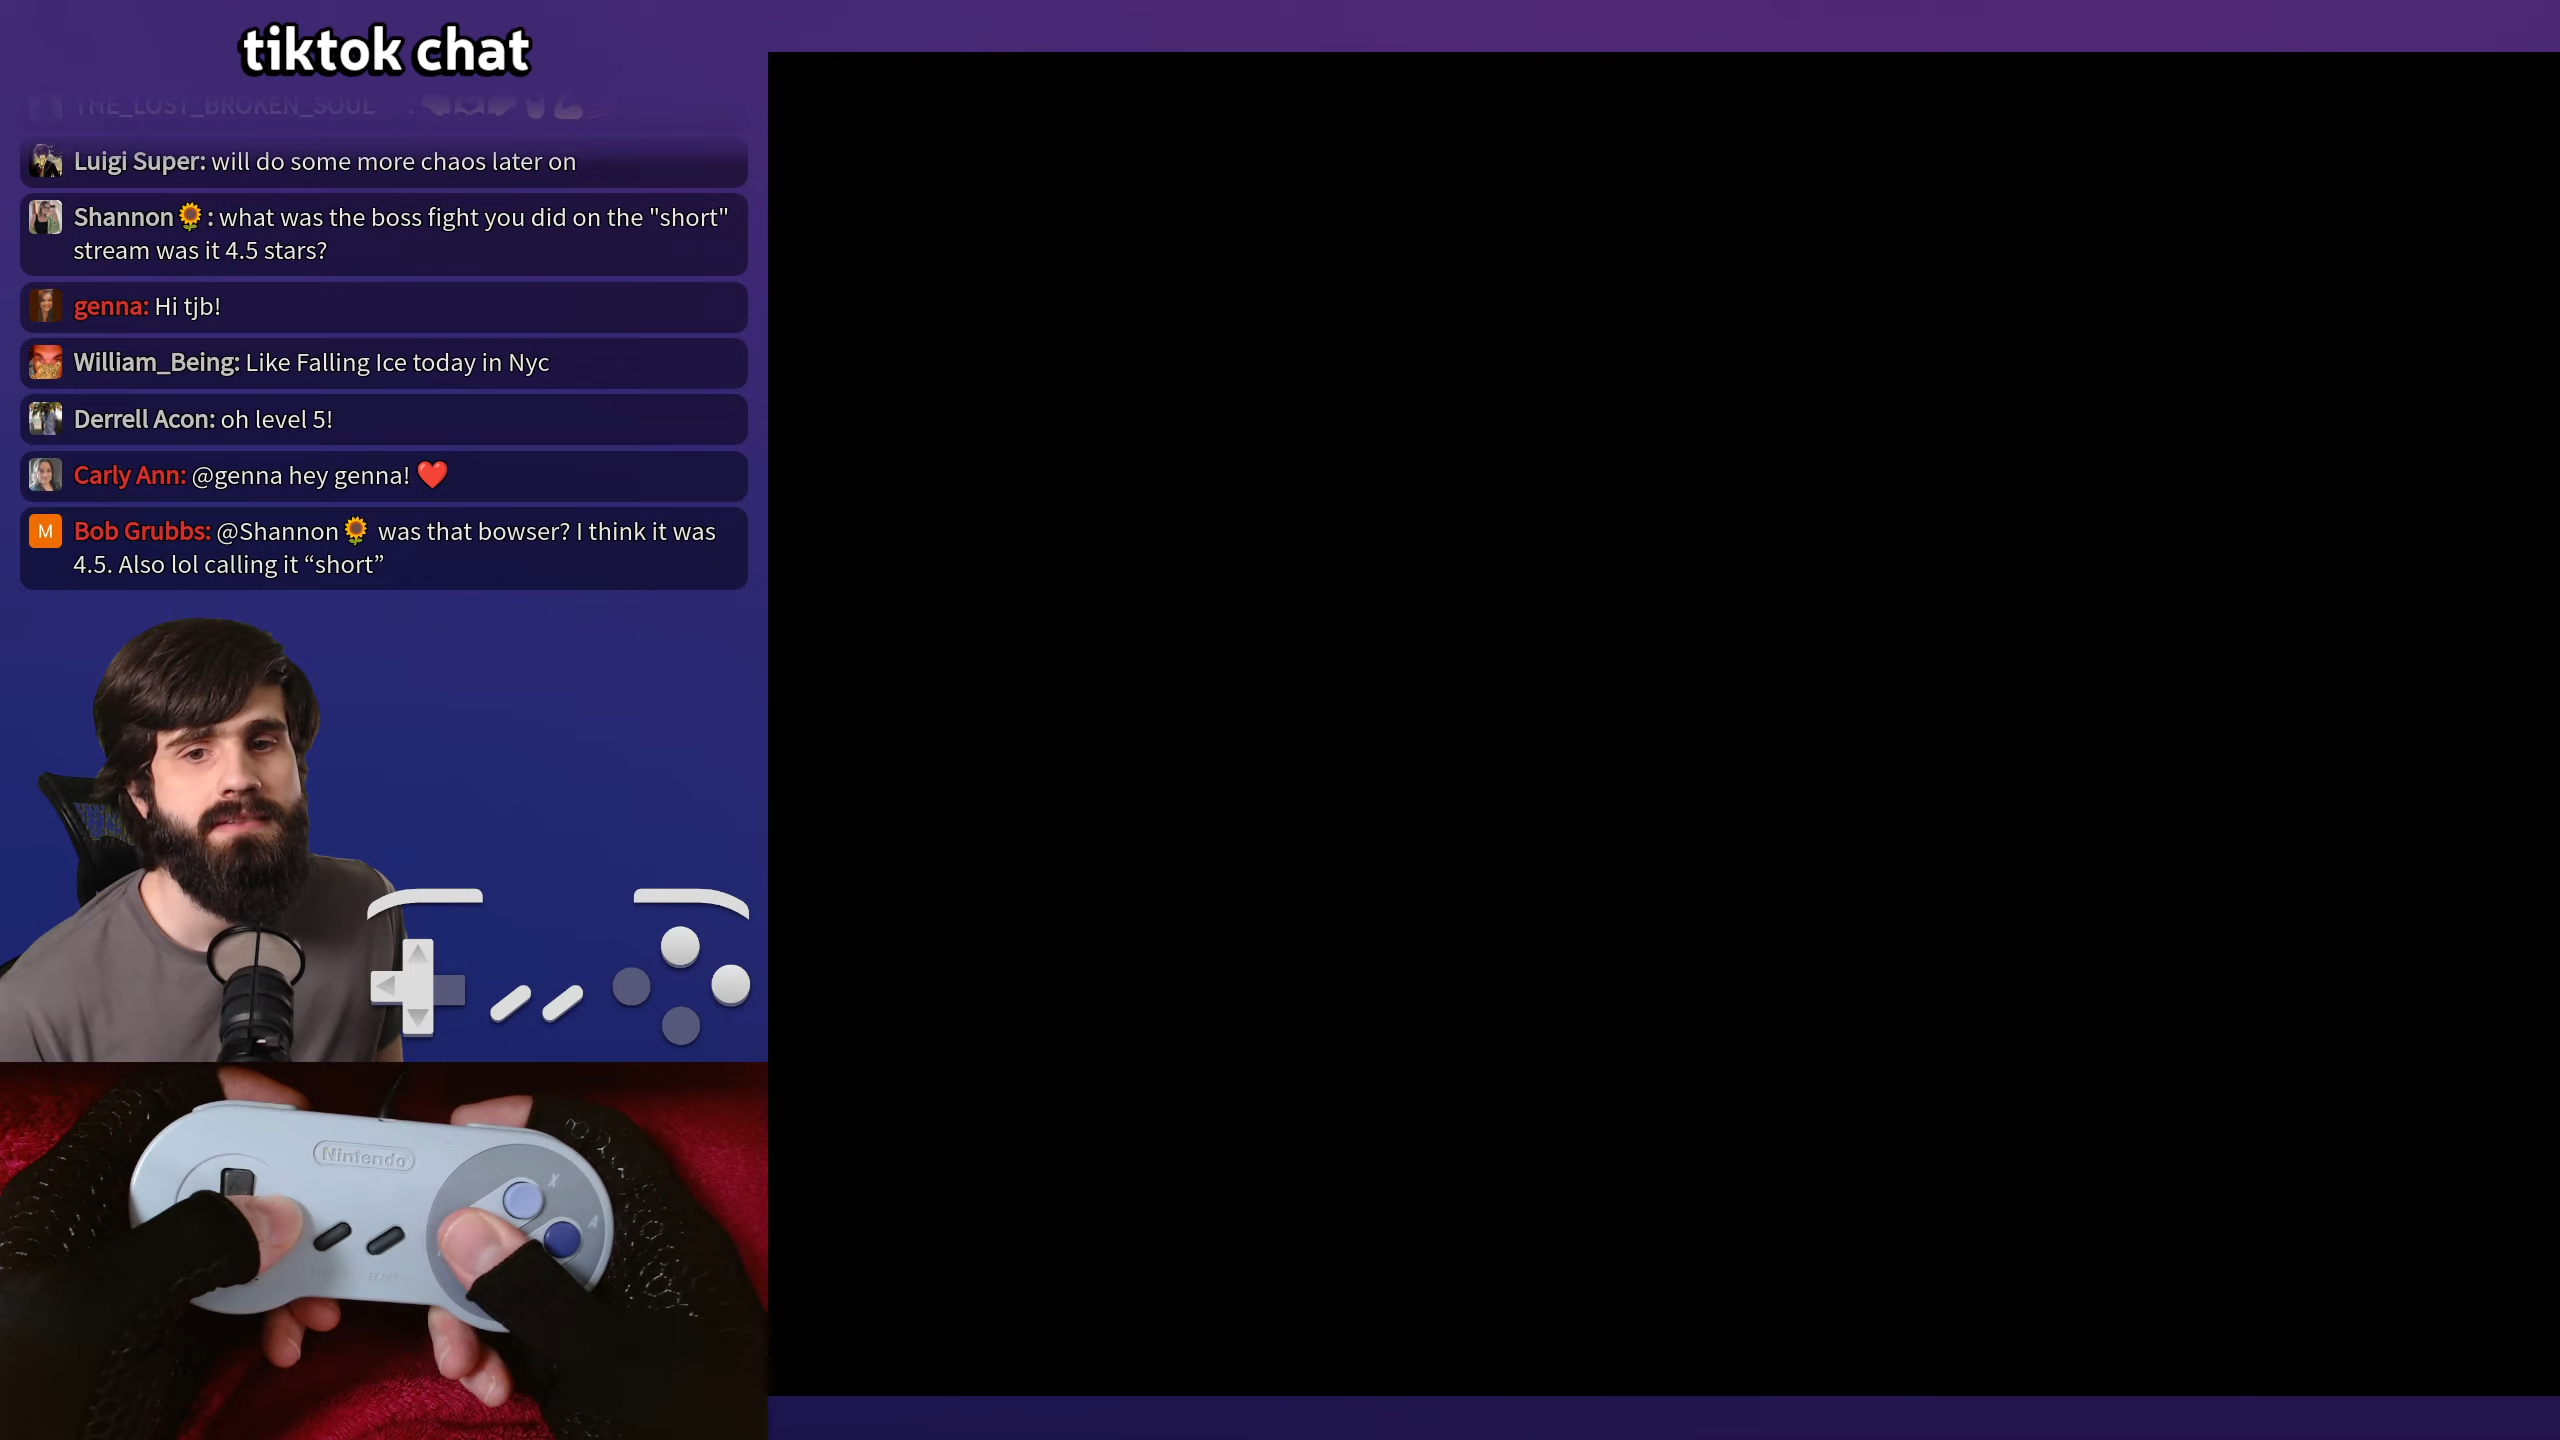 tiktok chat
THE_LOST_BROKEN_SOUL :
Luigi Super: will do some more chaos later on
Shannon🌻: what was the boss fight you did on the "short"
stream was it 4.5 stars?
genna: Hi tjb!
William_Being: Like Falling Ice today in Nyc
Derrell Acon: oh level 5!
Carly Ann: @genna hey genna! ❤️
M
Bob Grubbs: @Shannon🌻 was that bowser? I think it was
4.5. Also lol calling it “short”
Nintendo
X
A
START